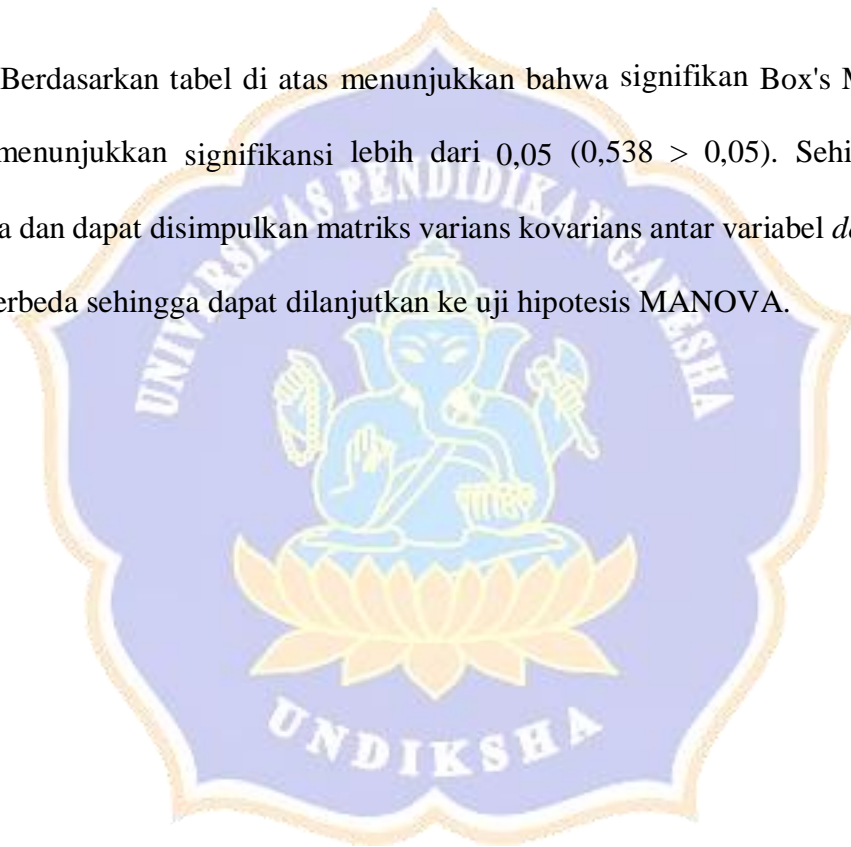 Berdasarkan tabel di atas menunjukkan bahwa signifikan Box's M
menunjukkan signifikansi lebih dari 0,05 (0,538 > 0,05). Sehi
a dan dapat disimpulkan matriks varians kovarians antar variabel de
erbeda sehingga dapat dilanjutkan ke uji hipotesis MANOVA.
UNIVERSITAS PENDIDIKAN GANESHA
UNDIKSHA